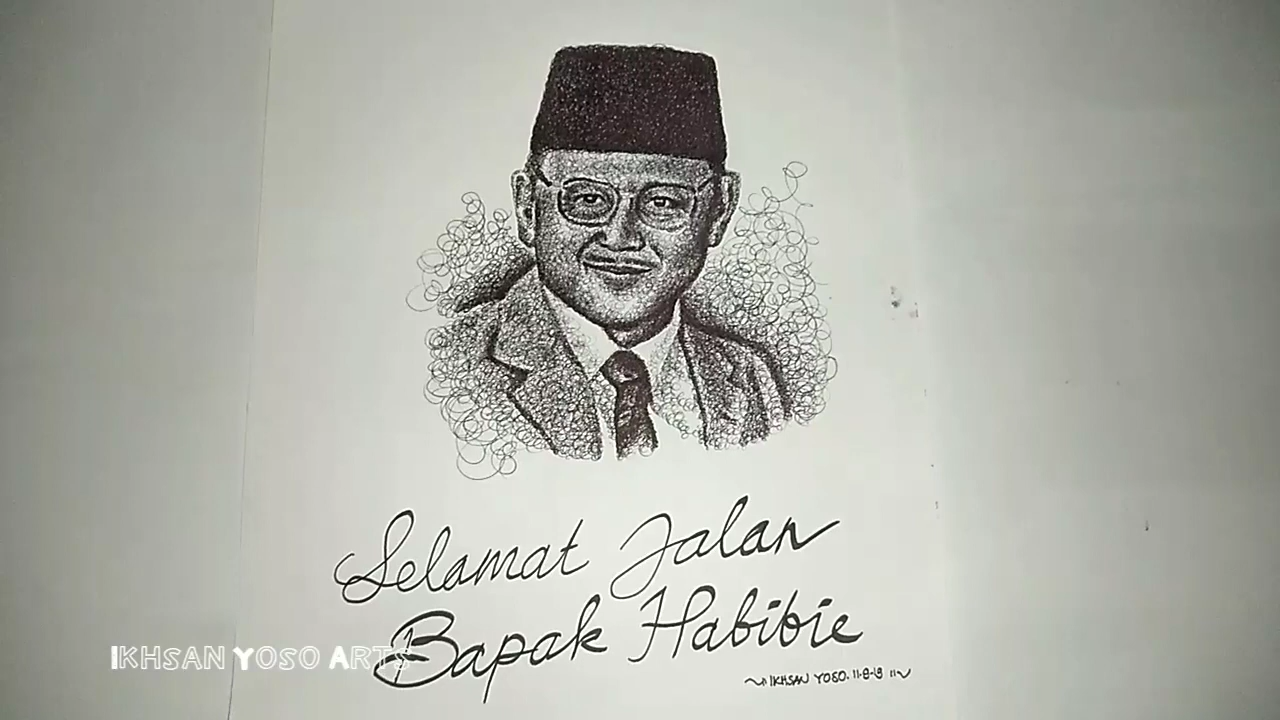 Selamat Jalan
Bapak Habibie
IKHSAN YOSO ARTS
~" IKHSAN YOSO. 11-9-19 "~